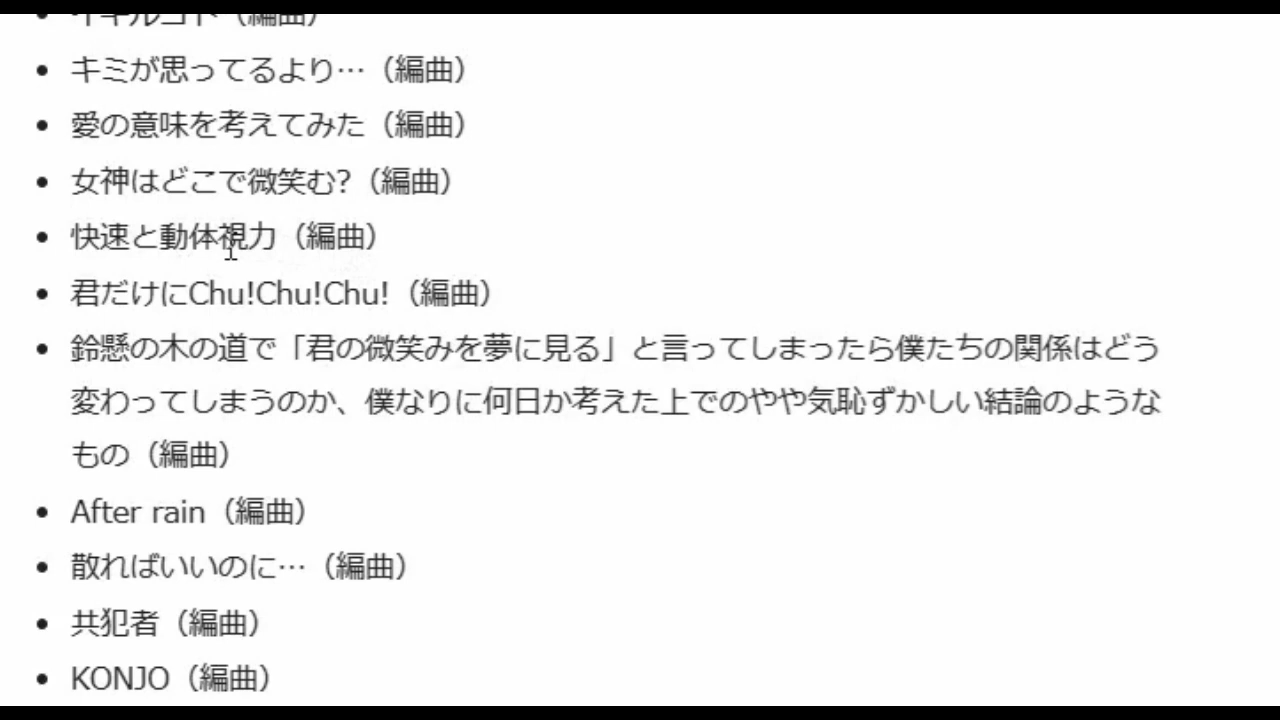 イキルコト（編曲）
• キミが思ってるより…（編曲）
• 愛の意味を考えてみた（編曲）
• 女神はどこで微笑む?（編曲）
• 快速と動体視力（編曲）
• 君だけにChu!Chu!Chu!（編曲）
• 鈴懸の木の道で「君の微笑みを夢に見る」と言ってしまったら僕たちの関係はどう
変わってしまうのか、僕なりに何日か考えた上でのやや気恥ずかしい結論のような
もの（編曲）
• After rain（編曲）
• 散ればいいのに…（編曲）
• 共犯者（編曲）
• KONJO（編曲）